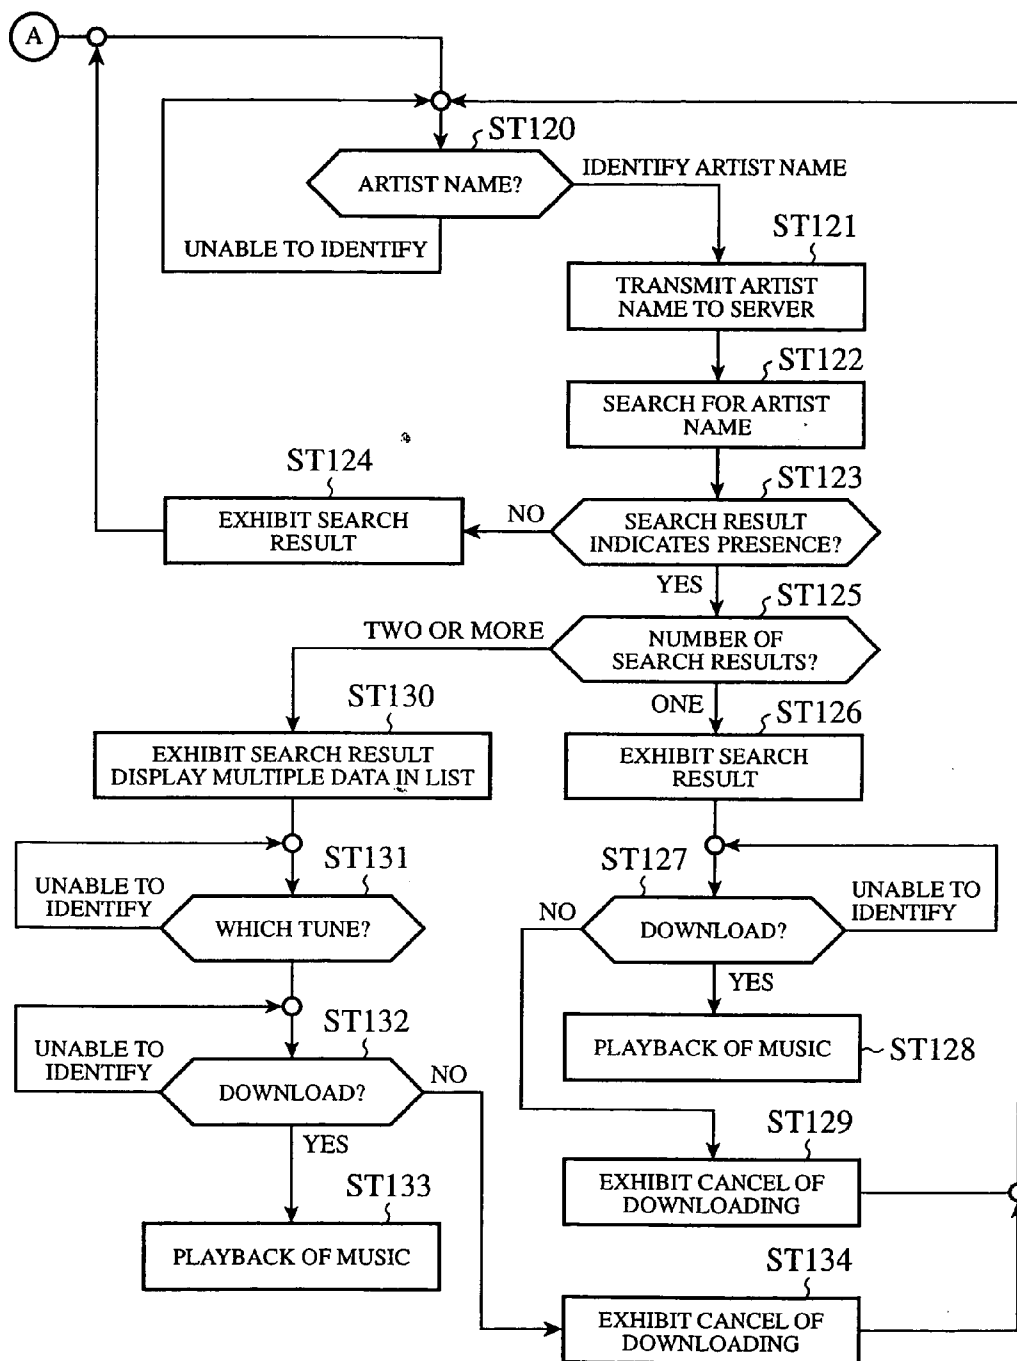 A
ST120
ARTIST NAME?
IDENTIFY ARTIST NAME
UNABLE TO IDENTIFY
ST121
TRANSMIT ARTIST
NAME TO SERVER
ST122
SEARCH FOR ARTIST
NAME
ST124
EXHIBIT SEARCH
RESULT
NO
ST123
SEARCH RESULT
INDICATES PRESENCE?
YES
ST125
TWO OR MORE
NUMBER OF
SEARCH RESULTS?
ONE
ST130
EXHIBIT SEARCH RESULT
DISPLAY MULTIPLE DATA IN LIST
ST126
EXHIBIT SEARCH
RESULT
ST131
UNABLE TO
IDENTIFY
WHICH TUNE?
ST127
NO
DOWNLOAD?
UNABLE TO
IDENTIFY
YES
PLAYBACK OF MUSIC
ST128
ST132
UNABLE TO
IDENTIFY
DOWNLOAD?
NO
YES
ST133
PLAYBACK OF MUSIC
ST129
EXHIBIT CANCEL OF
DOWNLOADING
ST134
EXHIBIT CANCEL OF
DOWNLOADING